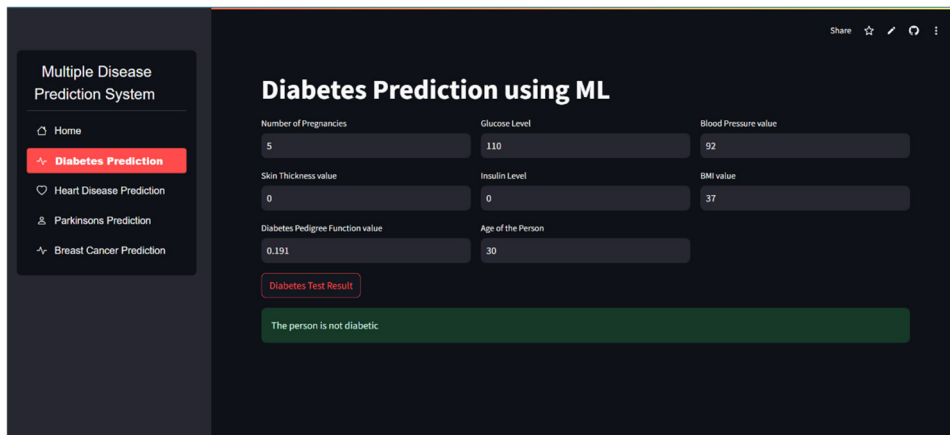 Share
Multiple Disease
Prediction System
Home
Diabetes Prediction
Heart Disease Prediction
Parkinsons Prediction
Breast Cancer Prediction
Diabetes Prediction using ML
Number of Pregnancies Glucose Level Blood Pressure value
5 110 92
Skin Thickness value Insulin Level BMI value
0 0 37
Diabetes Pedigree Function value Age of the Person
0.191 30
Diabetes Test Result
The person is not diabetic